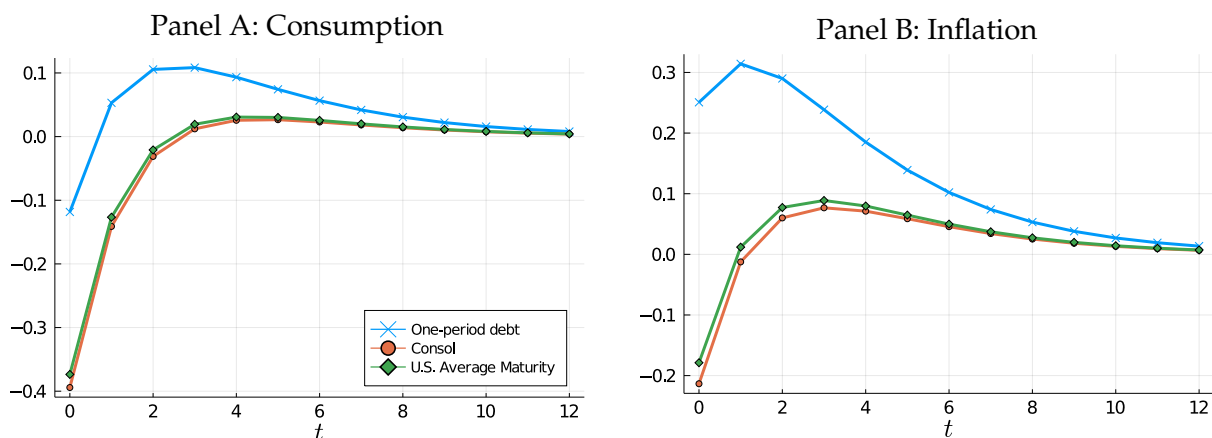 Panel A: Consumption
0.1
0.0
−0.1
−0.2
−0.3
−0.4
One-period debt
Consol
U.S. Average Maturity
0 2 4 6 8 10 12
t
Panel B: Inflation
0.3
0.2
0.1
0.0
−0.1
−0.2
0 2 4 6 8 10 12
t